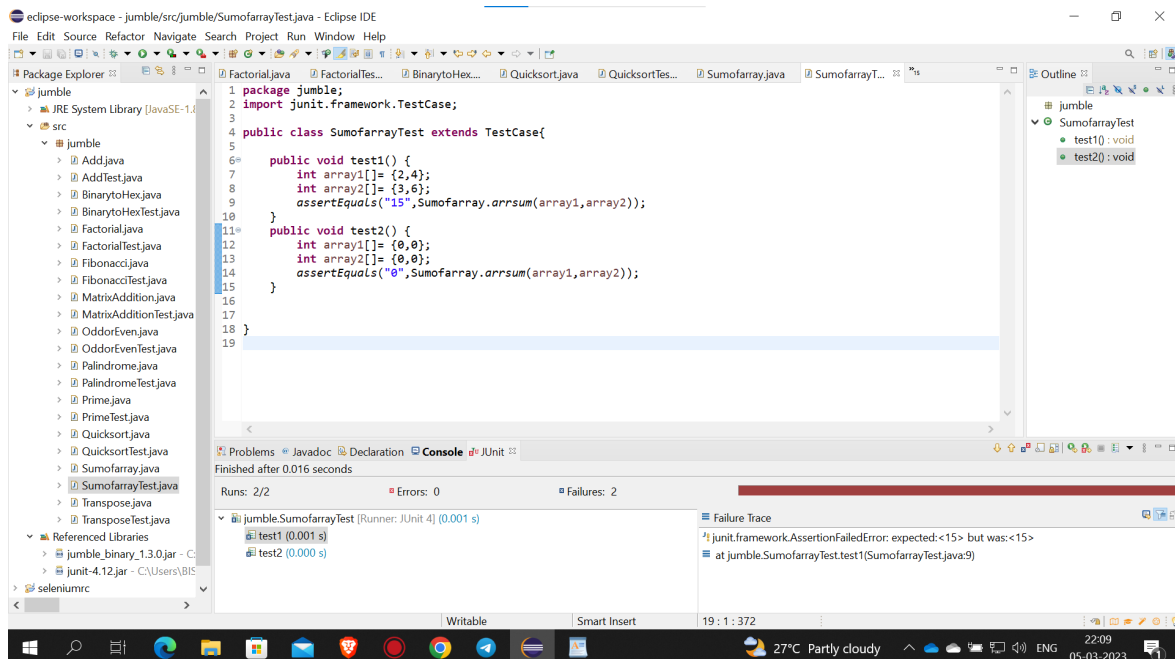 eclipse-workspace - jumble/src/jumble/SumofarrayTest.java - Eclipse IDE
File Edit Source Refactor Navigate Search Project Run Window Help
Package Explorer
jumble
JRE System Library [JavaSE-1.8
src
jumble
Add.java
AddTest.java
BinarytoHex.java
BinarytoHexTest.java
Factorial.java
FactorialTest.java
Fibonacci.java
FibonacciTest.java
MatrixAddition.java
MatrixAdditionTest.java
OddorEven.java
OddorEvenTest.java
Palindrome.java
PalindromeTest.java
Prime.java
PrimeTest.java
Quicksort.java
QuicksortTest.java
Sumofarray.java
SumofarrayTest.java
Transpose.java
TransposeTest.java
Referenced Libraries
jumble_binary_1.3.0.jar - C:
junit-4.12.jar - C:\Users\BIS
seleniumrc
Factorial.java FactorialTes... BinarytoHex.... Quicksort.java QuicksortTes... Sumofarray.java SumofarrayT... »15
1 package jumble;
2 import junit.framework.TestCase;
3
4 public class SumofarrayTest extends TestCase{
5
6 public void test1() {
7 int array1[]= {2,4};
8 int array2[]= {3,6};
9 assertEquals("15",Sumofarray.arrsum(array1,array2));
10 }
11 public void test2() {
12 int array1[]= {0,0};
13 int array2[]= {0,0};
14 assertEquals("0",Sumofarray.arrsum(array1,array2));
15 }
16
17
18 }
19
Outline
jumble
SumofarrayTest
test1() : void
test2() : void
Problems Javadoc Declaration Console JUnit
Finished after 0.016 seconds
Runs: 2/2 Errors: 0 Failures: 2
jumble.SumofarrayTest [Runner: JUnit 4] (0.001 s)
test1 (0.001 s)
test2 (0.000 s)
Failure Trace
junit.framework.AssertionFailedError: expected:<15> but was:<15>
at jumble.SumofarrayTest.test1(SumofarrayTest.java:9)
Writable Smart Insert 19 : 1 : 372
27°C Partly cloudy ENG 22:09
05-03-2023 1